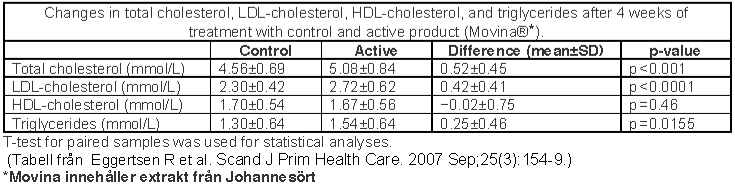 Changes in total cholesterol, LDL-cholesterol, HDL-cholesterol, and triglycerides after 4 weeks of
treatment with control and active product (Movina®*).
Control Active Difference (mean±SD) p-value
Total cholesterol (mmol/L) 4.56±0.69 5.08±0.84 0.52±0.45 p<0.001
LDL-cholesterol (mmol/L) 2.30±0.42 2.72±0.62 0.42±0.41 p<0.0001
HDL-cholesterol (mmol/L) 1.70±0.54 1.67±0.56 −0.02±0.75 p=0.46
Triglycerides (mmol/L) 1.30±0.64 1.54±0.64 0.25±0.46 p=0.0155
T-test for paired samples was used for statistical analyses.
(Tabell från Eggertsen R et al. Scand J Prim Health Care. 2007 Sep;25(3):154-9.)
*Movina innehåller extrakt från Johannesört